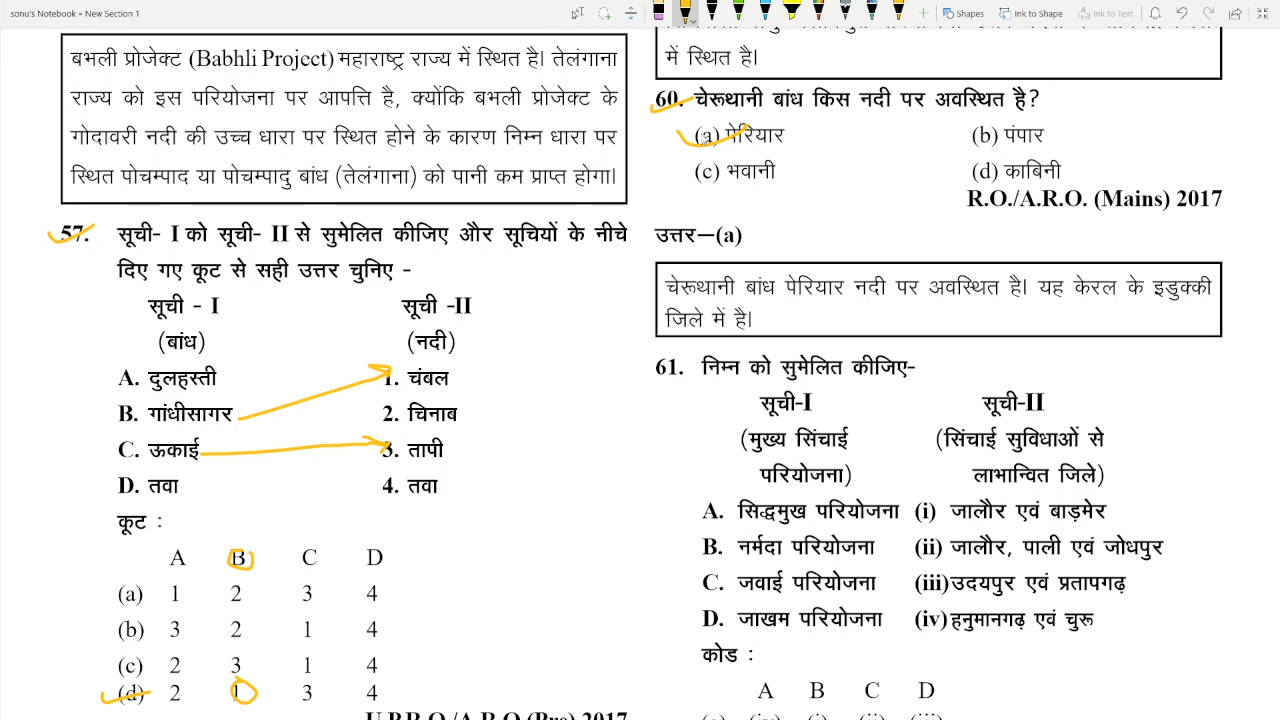 sonu's Notebook » New Section 1
Shapes
Ink to Shape
Ink to Text
बभली प्रोजेक्ट (Babhli Project) महाराष्ट्र राज्य में स्थित है। तेलंगाना
राज्य को इस परियोजना पर आपत्ति है, क्योंकि बभली प्रोजेक्ट के
गोदावरी नदी की उच्च धारा पर स्थित होने के कारण निम्न धारा पर
स्थित पोचम्पाद या पोचम्पादु बांध (तेलंगाना) को पानी कम प्राप्त होगा।
57. सूची- I को सूची- II से सुमेलित कीजिए और सूचियों के नीचे
दिए गए कूट से सही उत्तर चुनिए -
सूची - I सूची -II
(बांध) (नदी)
A. दुलहस्ती 1. चंबल
B. गांधीसागर 2. चिनाब
C. ऊकाई 3. तापी
D. तवा 4. तवा
कूट :
A B C D
(a) 1 2 3 4
(b) 3 2 1 4
(c) 2 3 1 4
(d) 2 1 3 4
U.P.R.O./A.R.O (Pre) 2017
में स्थित है।
60. चेरूथानी बांध किस नदी पर अवस्थित है?
(a) पेरियार (b) पंपार
(c) भवानी (d) काबिनी
R.O./A.R.O. (Mains) 2017
उत्तर–(a)
चेरूथानी बांध पेरियार नदी पर अवस्थित है। यह केरल के इडुक्की
जिले में है।
61. निम्न को सुमेलित कीजिए-
सूची-I सूची-II
(मुख्य सिंचाई (सिंचाई सुविधाओं से
परियोजना) लाभान्वित जिले)
A. सिद्धमुख परियोजना (i) जालौर एवं बाड़मेर
B. नर्मदा परियोजना (ii) जालौर, पाली एवं जोधपुर
C. जवाई परियोजना (iii) उदयपुर एवं प्रतापगढ़
D. जाखम परियोजना (iv) हनुमानगढ़ एवं चुरू
कोड :
A B C D